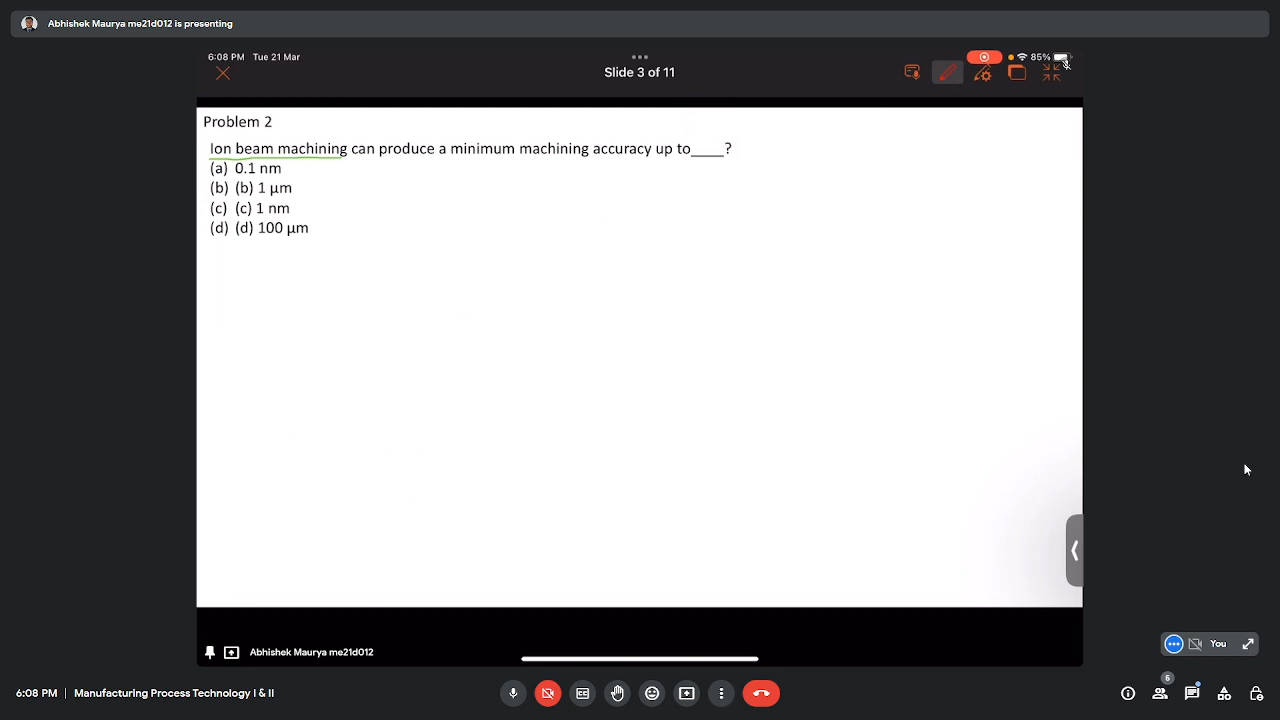 Abhishek Maurya me21d012 is presenting
6:08 PM Tue 21 Mar
85%
Slide 3 of 11
Problem 2
Ion beam machining can produce a minimum machining accuracy up to____?
(a) 0.1 nm
(b) (b) 1 µm
(c) (c) 1 nm
(d) (d) 100 µm
Abhishek Maurya me21d012
You
6:08 PM | Manufacturing Process Technology I & II
6